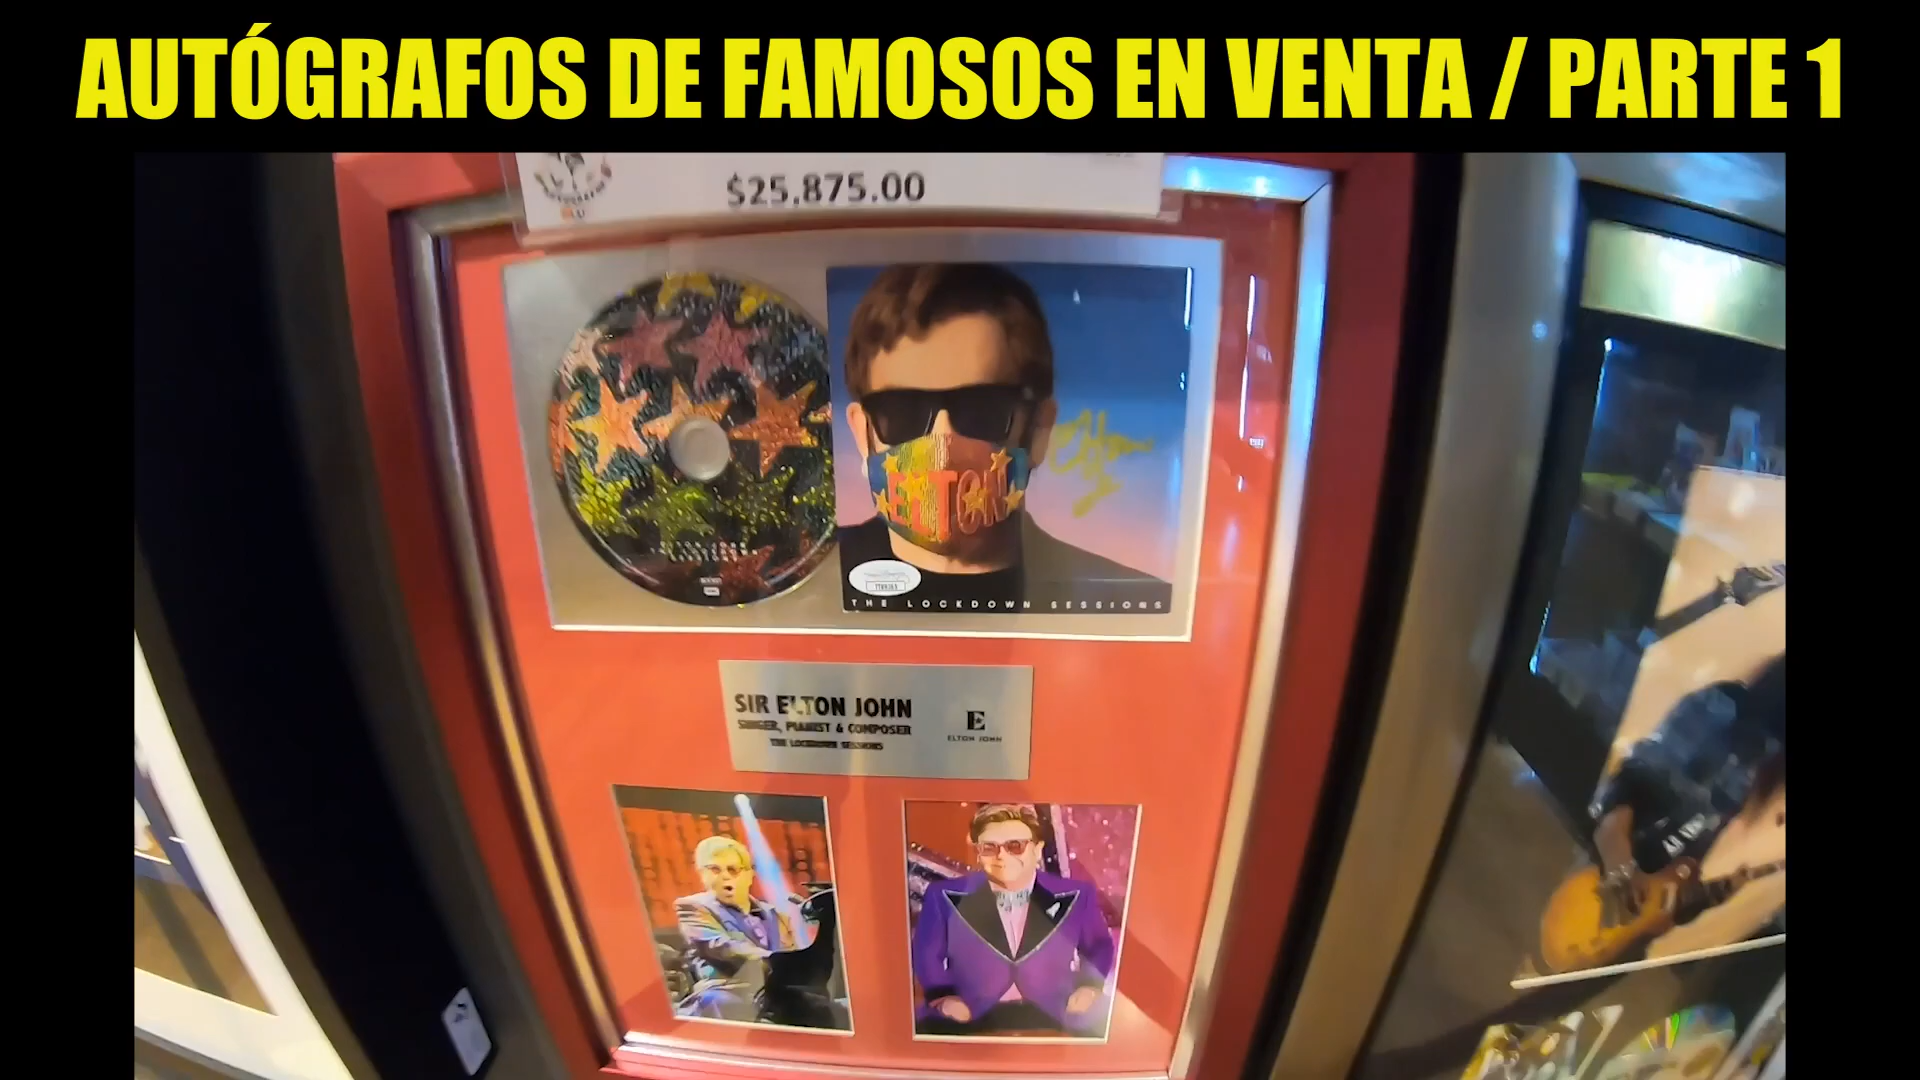 AUTÓGRAFOS DE FAMOSOS EN VENTA / PARTE 1
$25,875.00
ELTON
THE LOCKDOWN SESSIONS
SIR ELTON JOHN
SINGER, PIANIST & COMPOSER
THE LOCKDOWN SESSIONS
E
ELTON JOHN